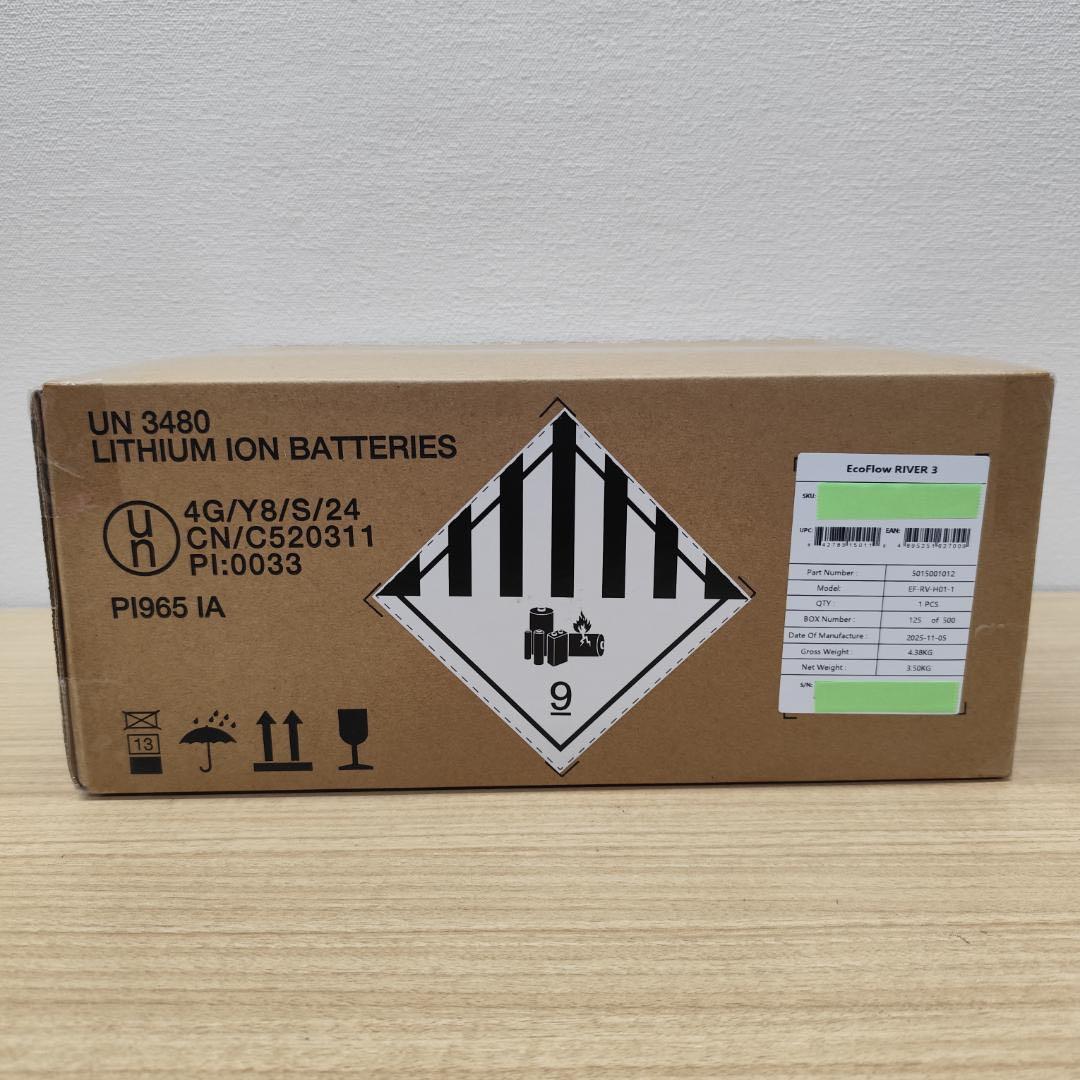 UN 3480
LITHIUM ION BATTERIES
un 4G/Y8/S/24
CN/C520311
PI:0033
PI965 IA
13
9
EcoFlow RIVER 3
SKU:
UPC: EAN:
Part Number : 5015001012
Model: EF-RV-H01-1
QTY : 1 PCS
BOX Number : 125 of 500
Date Of Manufacture : 2025-11-05
Gross Weight : 4.38KG
Net Weight : 3.50KG
S/N: